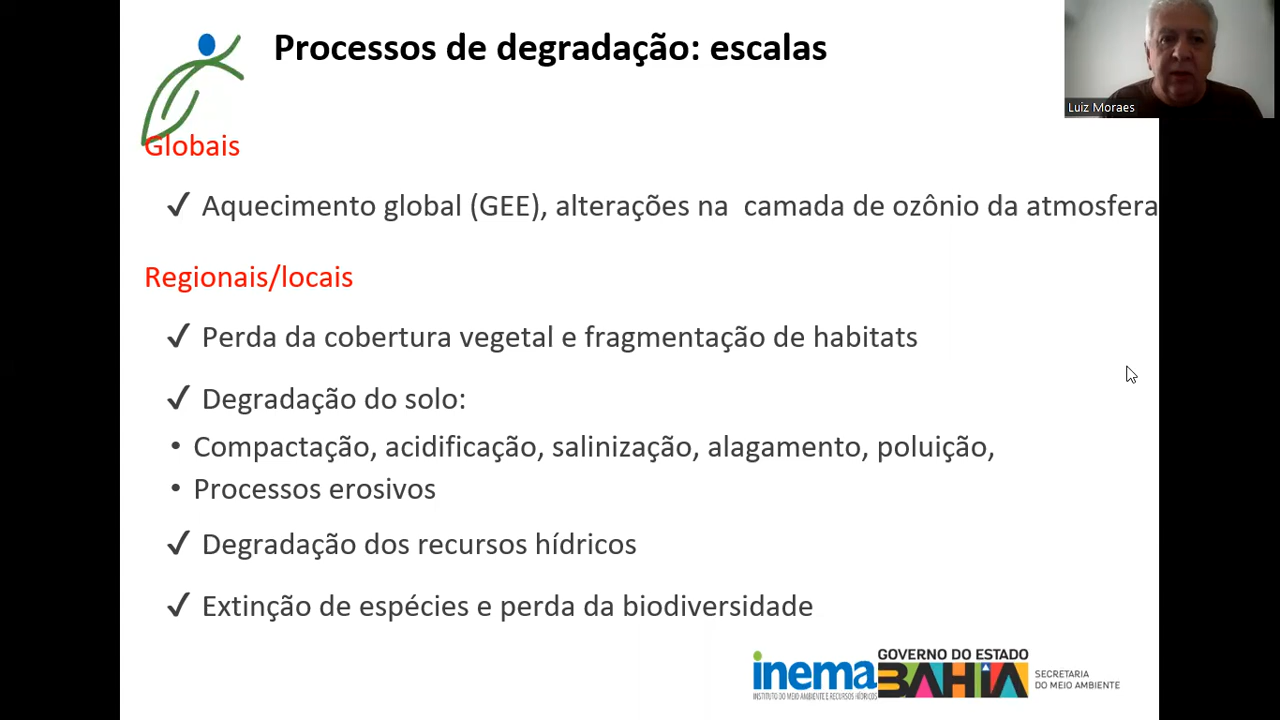 Processos de degradação: escalas
Luiz Moraes
Globais
✓ Aquecimento global (GEE), alterações na camada de ozônio da atmosfera
Regionais/locais
✓ Perda da cobertura vegetal e fragmentação de habitats
✓ Degradação do solo:
• Compactação, acidificação, salinização, alagamento, poluição,
• Processos erosivos
✓ Degradação dos recursos hídricos
✓ Extinção de espécies e perda da biodiversidade
inema
INSTITUTO DO MEIO AMBIENTE E RECURSOS HÍDRICOS
GOVERNO DO ESTADO
BAHIA
SECRETARIA
DO MEIO AMBIENTE